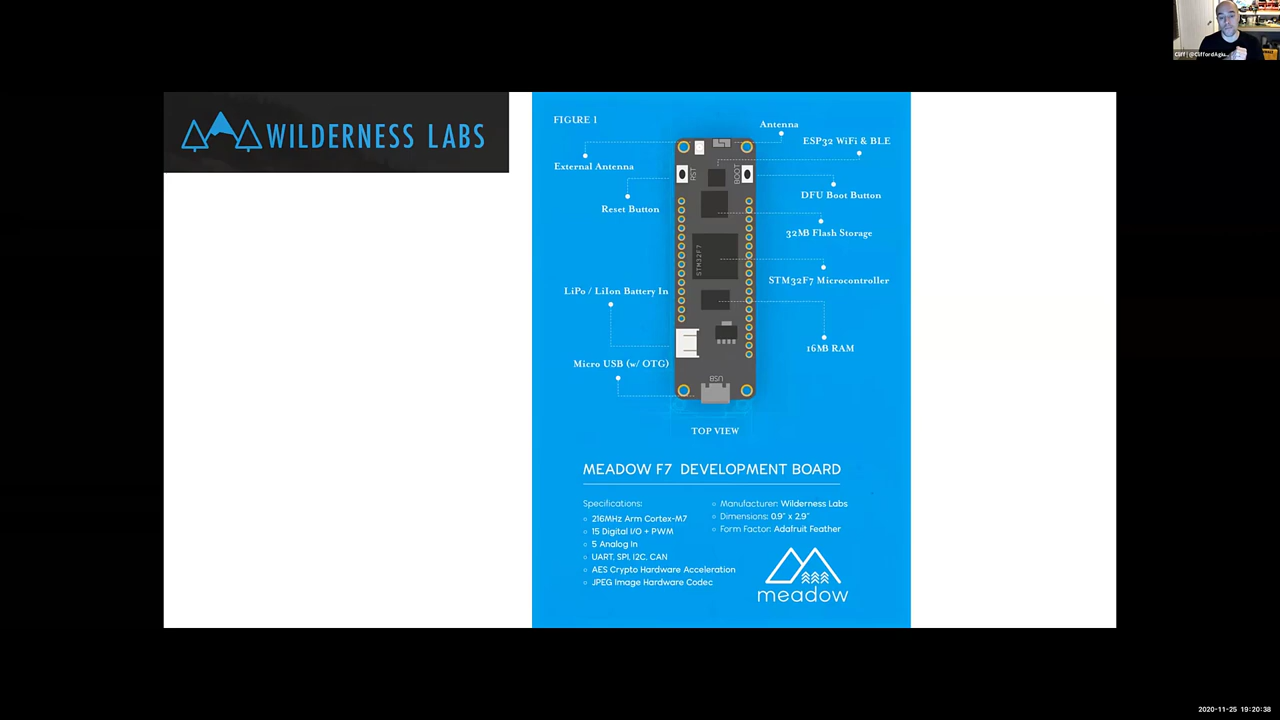 Cliff | @CliffordAgiu...
WILDERNESS LABS
FIGURE 1
Antenna
ESP32 WiFi & BLE
External Antenna
RST
BOOT
DFU Boot Button
Reset Button
32MB Flash Storage
STM32F7
STM32F7 Microcontroller
LiPo / LiIon Battery In
16MB RAM
Micro USB (w/ OTG)
USB
TOP VIEW
MEADOW F7 DEVELOPMENT BOARD
Specifications:
216MHz Arm Cortex-M7
15 Digital I/O + PWM
5 Analog In
UART, SPI, I2C, CAN
AES Crypto Hardware Acceleration
JPEG Image Hardware Codec
Manufacturer: Wilderness Labs
Dimensions: 0.9" x 2.9"
Form Factor: Adafruit Feather
meadow
2020-11-25 19:20:38